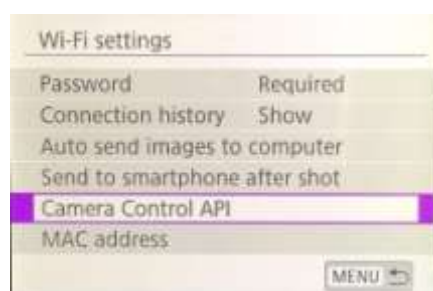 Wi-Fi settings
Password Required
Connection history Show
Auto send images to computer
Send to smartphone after shot
Camera Control API
MAC address
MENU